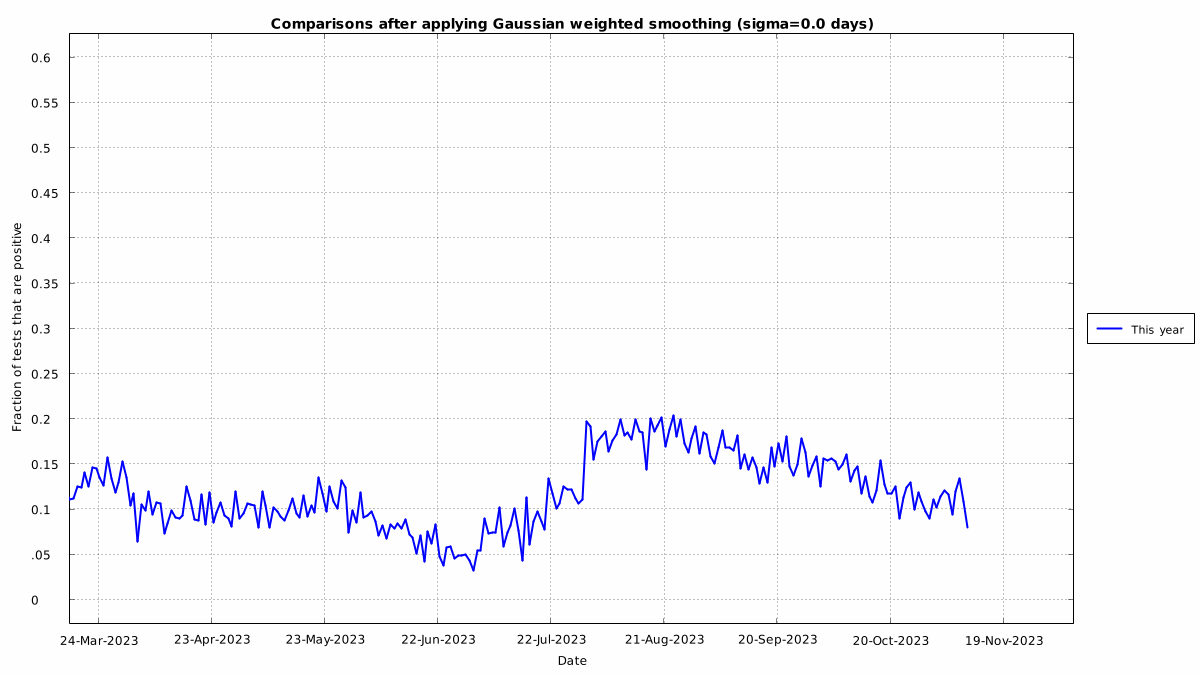 Comparisons after applying Gaussian weighted smoothing (sigma=0.0 days)
0.6
0.55
0.5
0.45
0.4
0.35
0.3
0.25
0.2
0.15
0.1
.05
0
Fraction of tests that are positive
24-Mar-2023 23-Apr-2023 23-May-2023 22-Jun-2023 22-Jul-2023 21-Aug-2023 20-Sep-2023 20-Oct-2023 19-Nov-2023
Date
This year